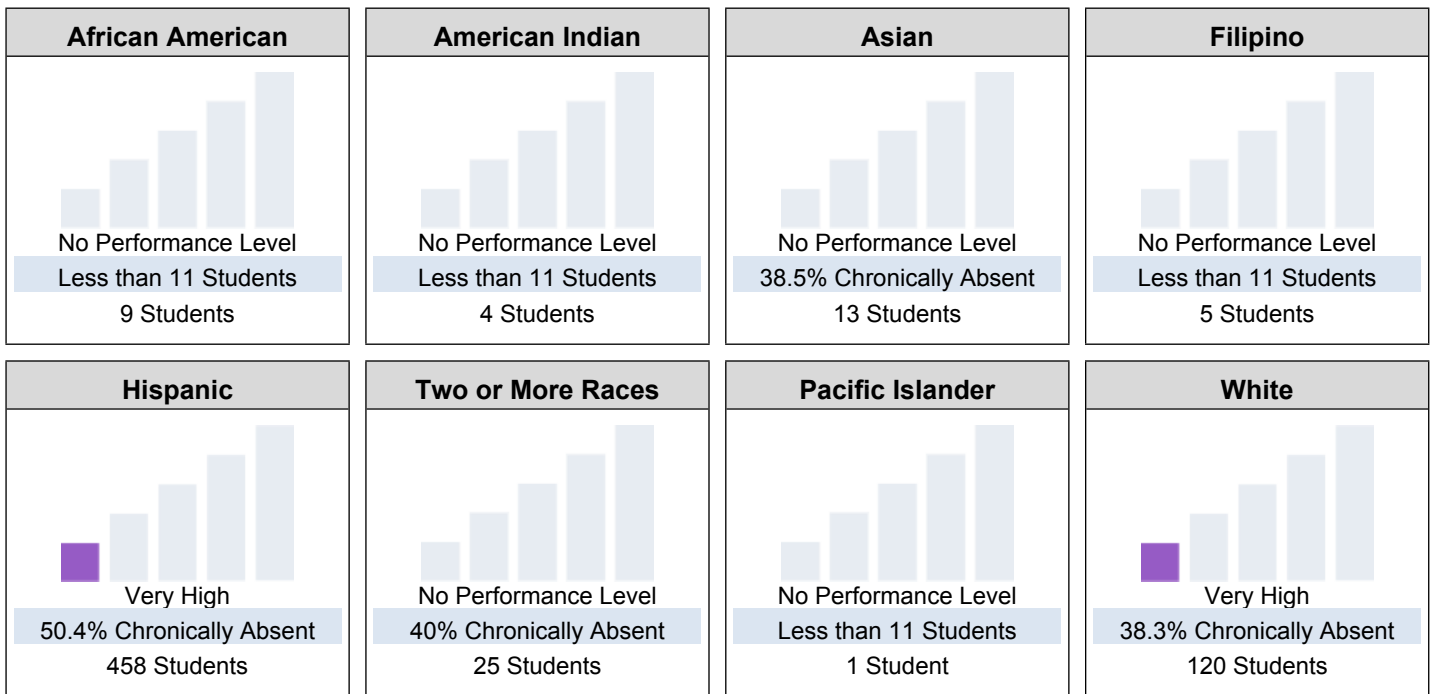 African American
No Performance Level
Less than 11 Students
9 Students
American Indian
No Performance Level
Less than 11 Students
4 Students
Asian
No Performance Level
38.5% Chronically Absent
13 Students
Filipino
No Performance Level
Less than 11 Students
5 Students
Hispanic
Very High
50.4% Chronically Absent
458 Students
Two or More Races
No Performance Level
40% Chronically Absent
25 Students
Pacific Islander
No Performance Level
Less than 11 Students
1 Student
White
Very High
38.3% Chronically Absent
120 Students